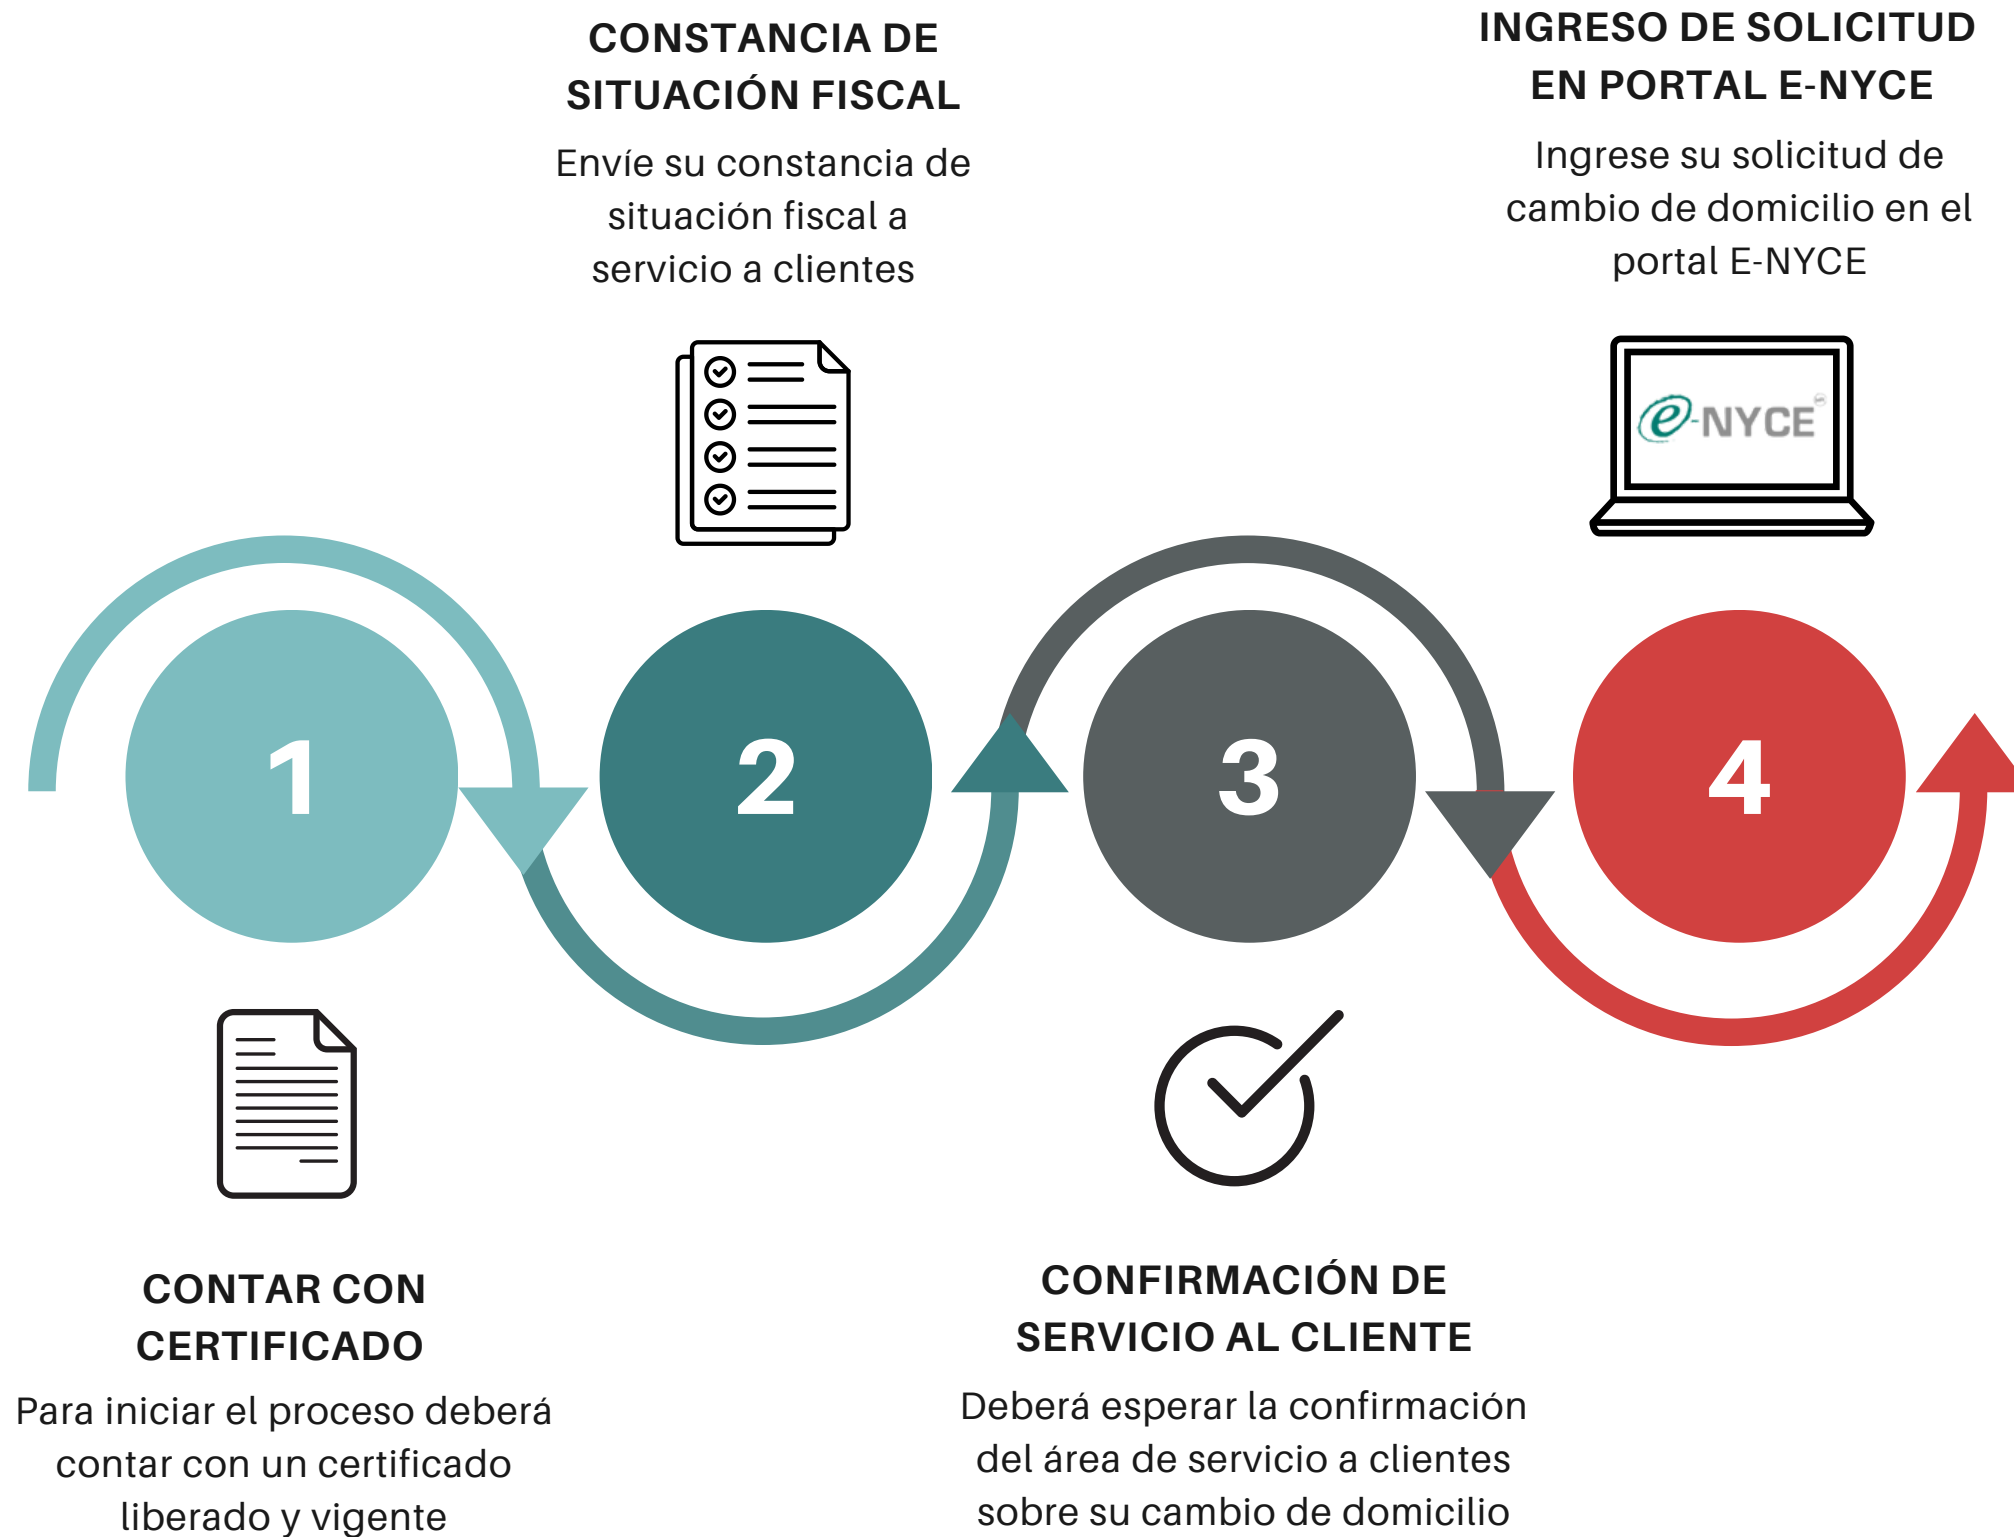 CONSTANCIA DE
SITUACIÓN FISCAL
Envíe su constancia de
situación fiscal a
servicio a clientes
INGRESO DE SOLICITUD
EN PORTAL E-NYCE
Ingrese su solicitud de
cambio de domicilio en el
portal E-NYCE
e-NYCE
1
2
3
4
CONTAR CON
CERTIFICADO
Para iniciar el proceso deberá
contar con un certificado
liberado y vigente
CONFIRMACIÓN DE
SERVICIO AL CLIENTE
Deberá esperar la confirmación
del área de servicio a clientes
sobre su cambio de domicilio